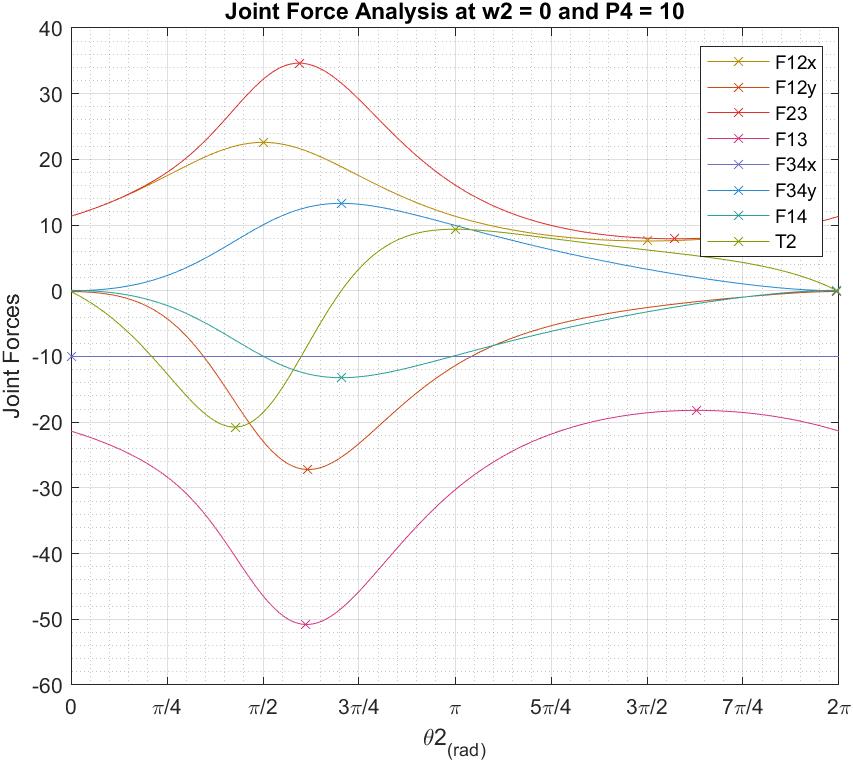 Joint Force Analysis at w2 = 0 and P4 = 10
40
30
20
10
0
-10
-20
-30
-40
-50
-60
Joint Forces
F12x
F12y
F23
F13
F34x
F34y
F14
T2
0 π/4 π/2 3π/4 π 5π/4 3π/2 7π/4 2π
θ2(rad)